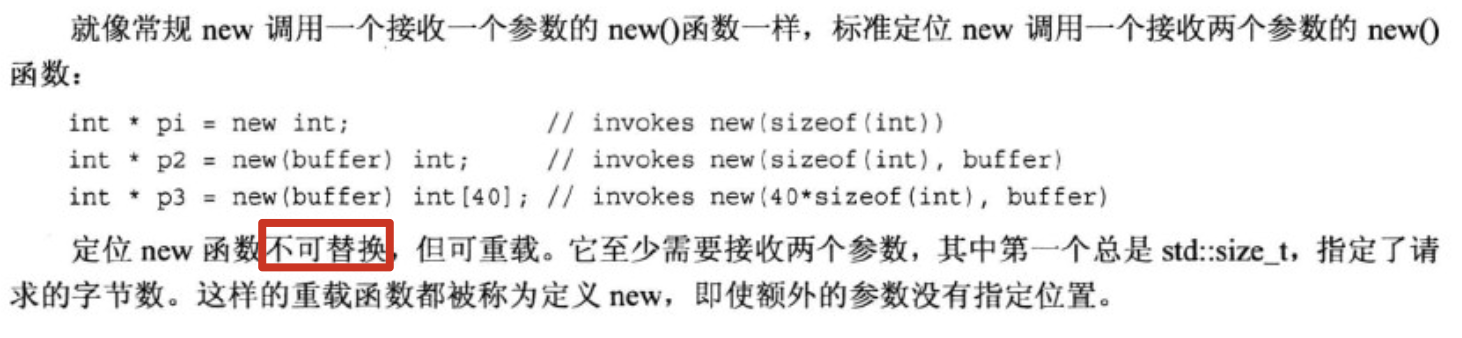 就像常规 new 调用一个接收一个参数的 new()函数一样，标准定位 new 调用一个接收两个参数的 new()
函数：
int * pi = new int; // invokes new(sizeof(int))
int * p2 = new(buffer) int; // invokes new(sizeof(int), buffer)
int * p3 = new(buffer) int[40]; // invokes new(40*sizeof(int), buffer)
定位 new 函数不可替换，但可重载。它至少需要接收两个参数，其中第一个总是 std::size_t，指定了请
求的字节数。这样的重载函数都被称为定义 new，即使额外的参数没有指定位置。